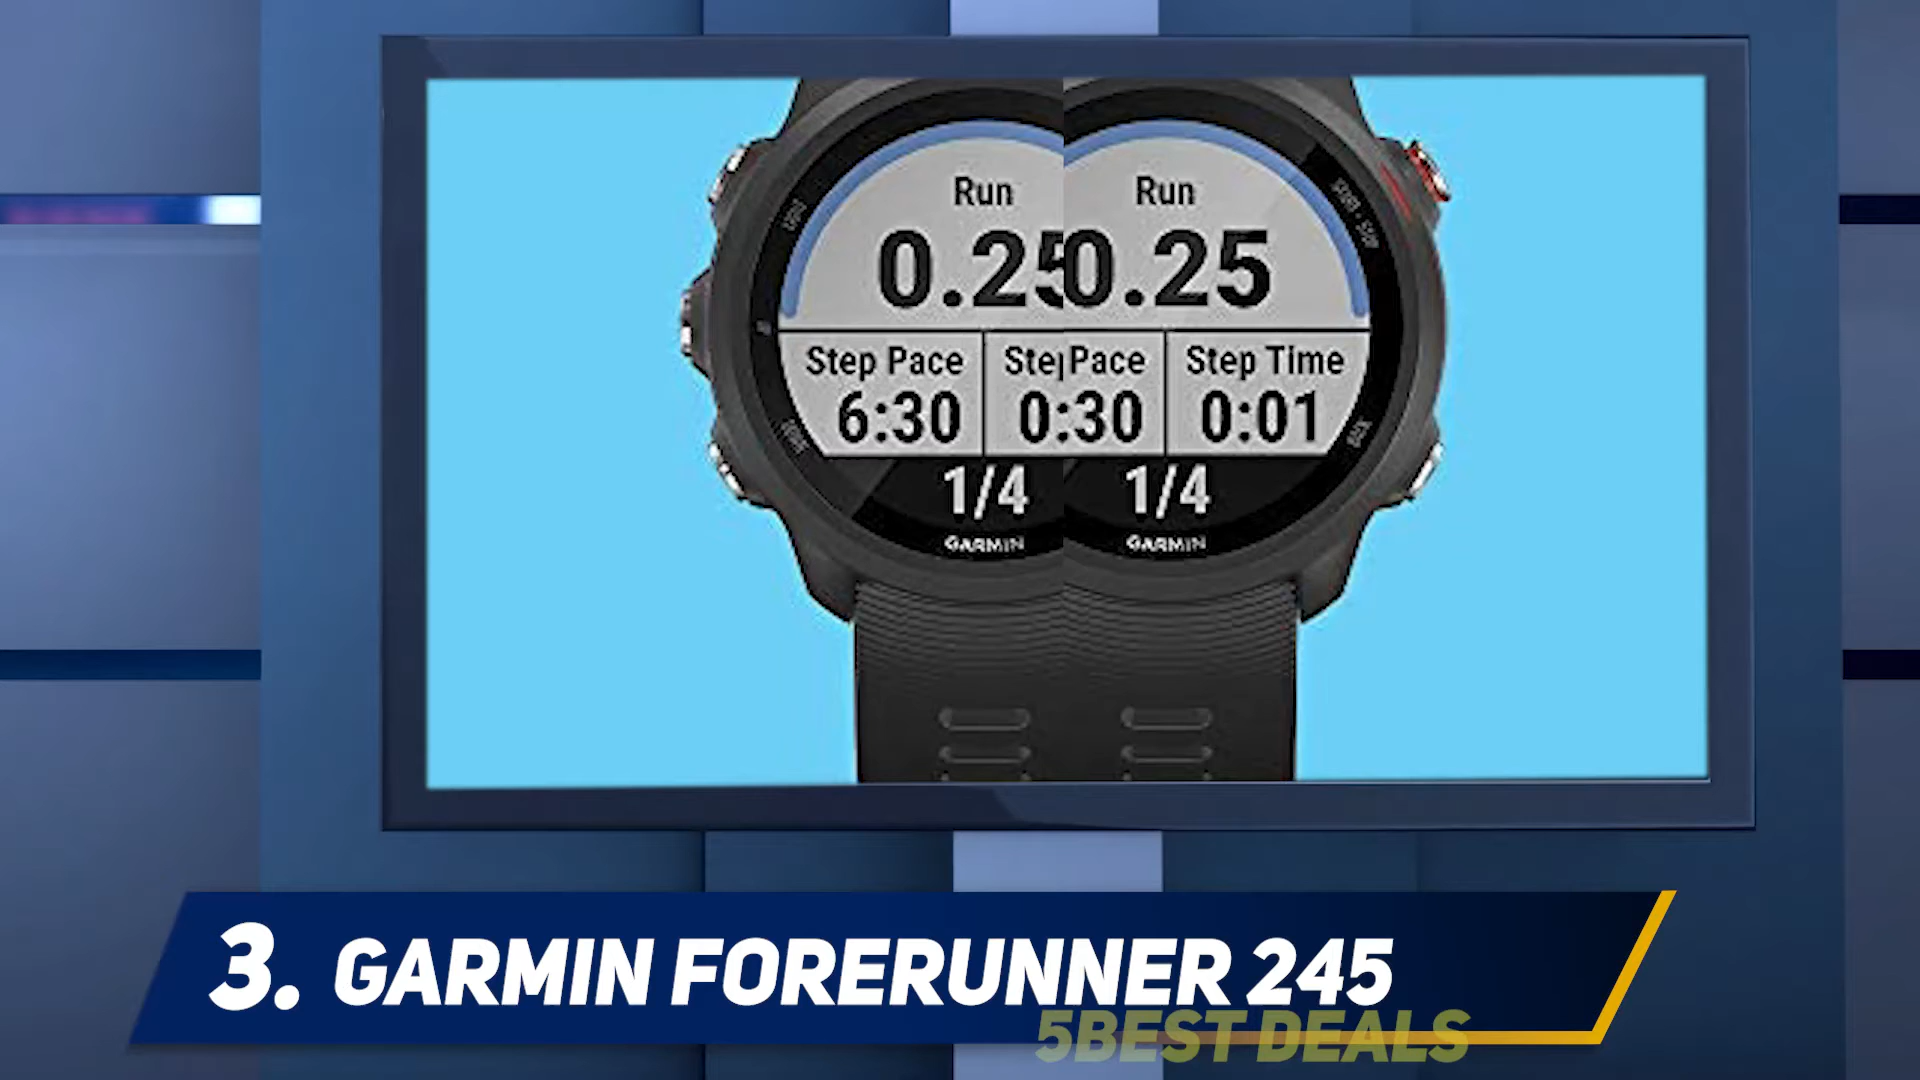 Run Run
0.25 0.25
Step Pace Step Pace Step Time
6:30 0:30 0:01
1/4 1/4
GARMIN GARMIN
3. GARMIN FORERUNNER 245
5BEST DEALS